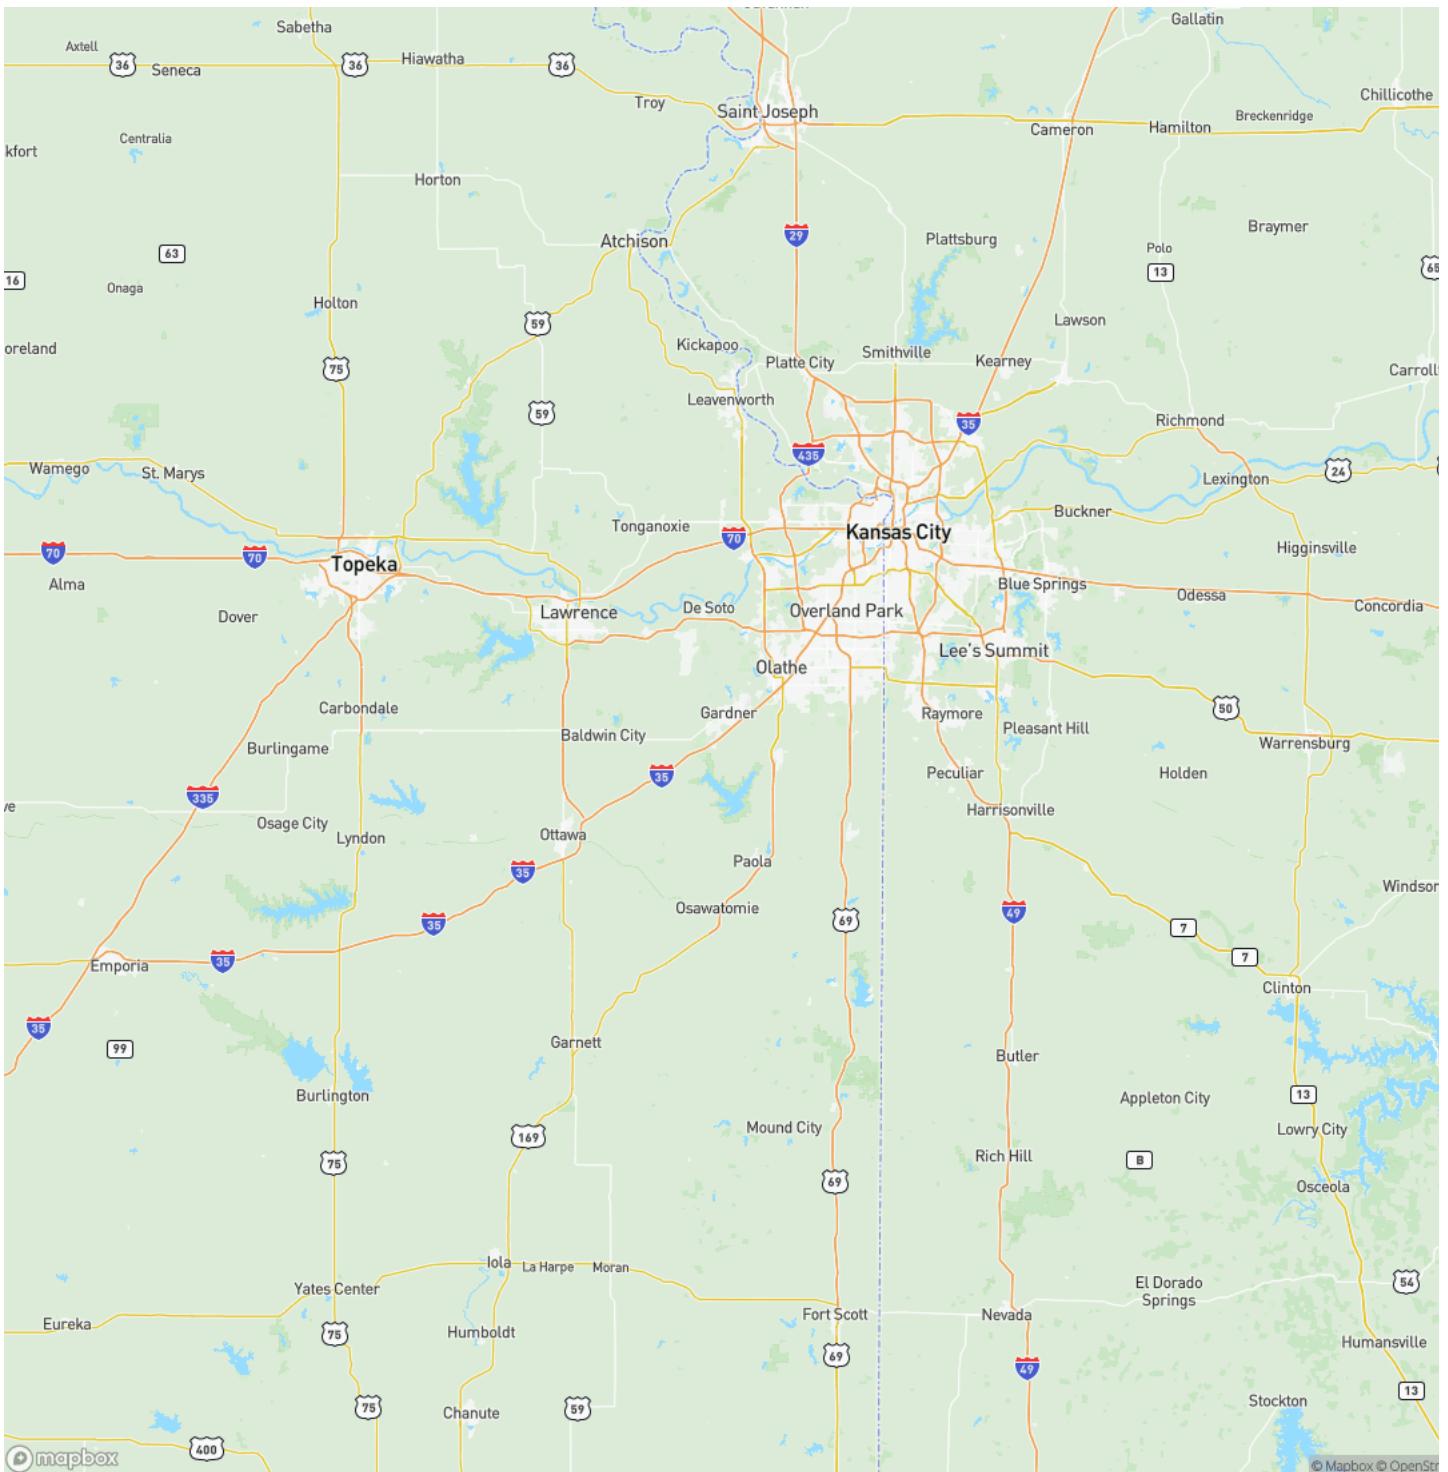 Savannah
Gallatin
Sabetha
Axtell
36
Seneca
36
Hiawatha
36
Chillicothe
Troy
Saint Joseph
Breckenridge
Cameron
Hamilton
Centralia
kfort
Horton
Atchison
29
Plattsburg
Braymer
Polo
63
13
65
16
Onaga
Holton
59
Lawson
oreland
Kickapoo
Platte City
Smithville
Kearney
75
Carroll
Leavenworth
59
35
Richmond
435
Wamego
St. Marys
24
Lexington
Buckner
Tonganoxie
70
Kansas City
70
70
Higginsville
Topeka
Alma
Blue Springs
Odessa
Concordia
Dover
Lawrence
De Soto
Overland Park
Lee's Summit
Olathe
Carbondale
Gardner
Raymore
50
Pleasant Hill
Burlingame
Baldwin City
Warrensburg
35
Peculiar
Holden
335
ve
Harrisonville
Osage City
Lyndon
Ottawa
Paola
35
Windsor
Osawatomie
49
35
69
7
7
Emporia
35
Clinton
35
99
Garnett
Butler
Burlington
13
Appleton City
Mound City
Lowry City
169
Rich Hill
B
75
69
Osceola
Iola
La Harpe
Moran
Yates Center
El Dorado
Springs
54
Fort Scott
Nevada
Eureka
75
Humboldt
Humansville
69
49
13
Stockton
75
59
Chanute
400
mapbox
© Mapbox © OpenStr